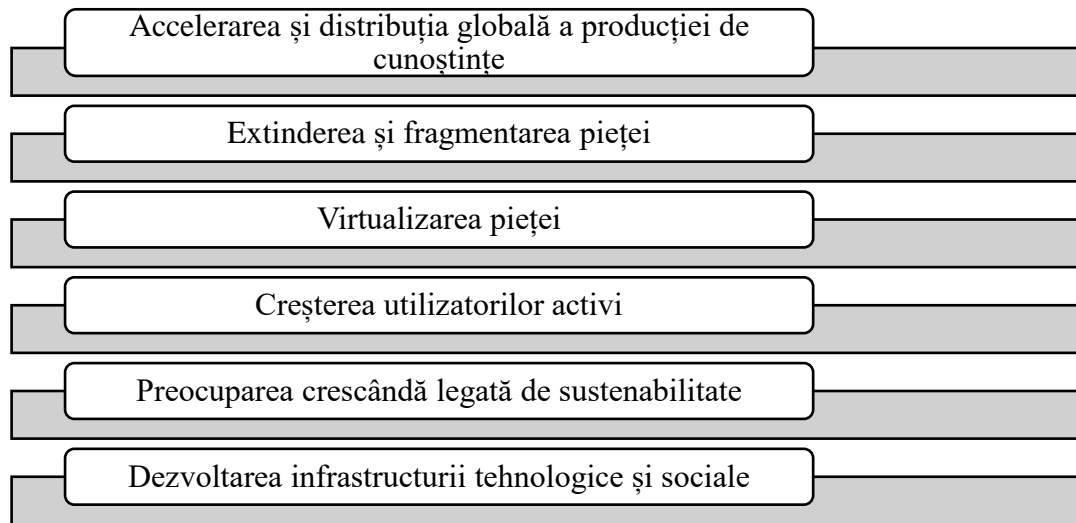 Accelerarea și distribuția globală a producției de
cunoștințe
Extinderea și fragmentarea pieței
Virtualizarea pieței
Creșterea utilizatorilor activi
Preocuparea crescândă legată de sustenabilitate
Dezvoltarea infrastructurii tehnologice și sociale